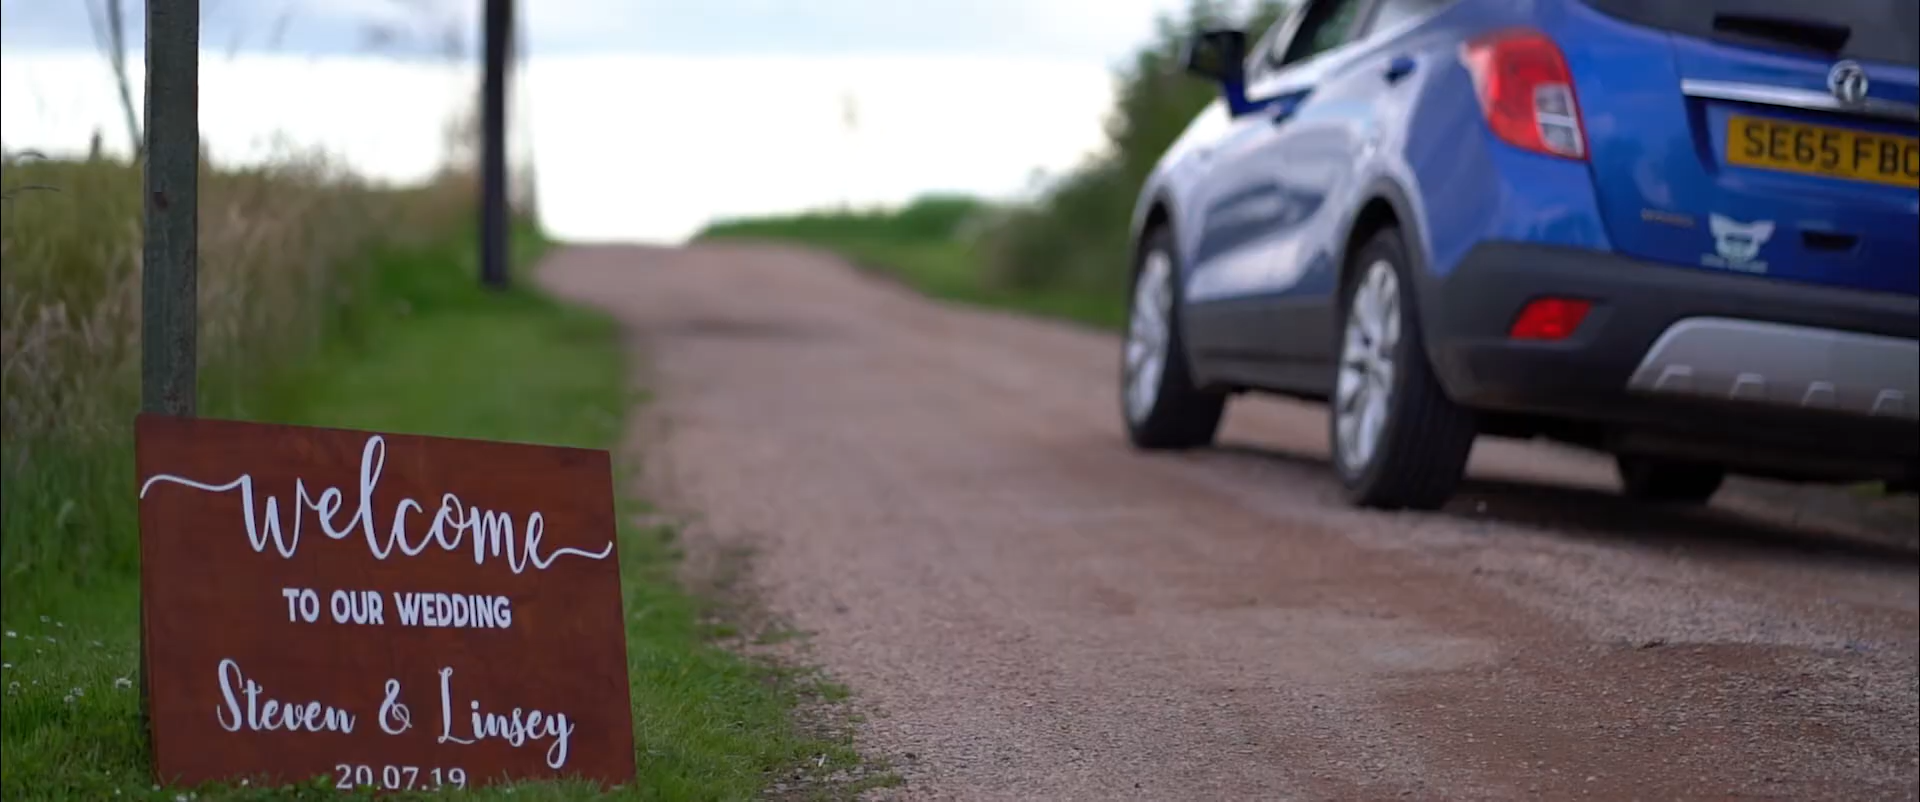 welcome
TO OUR WEDDING
Steven & Linsey
20.07.19
SE65 FBO